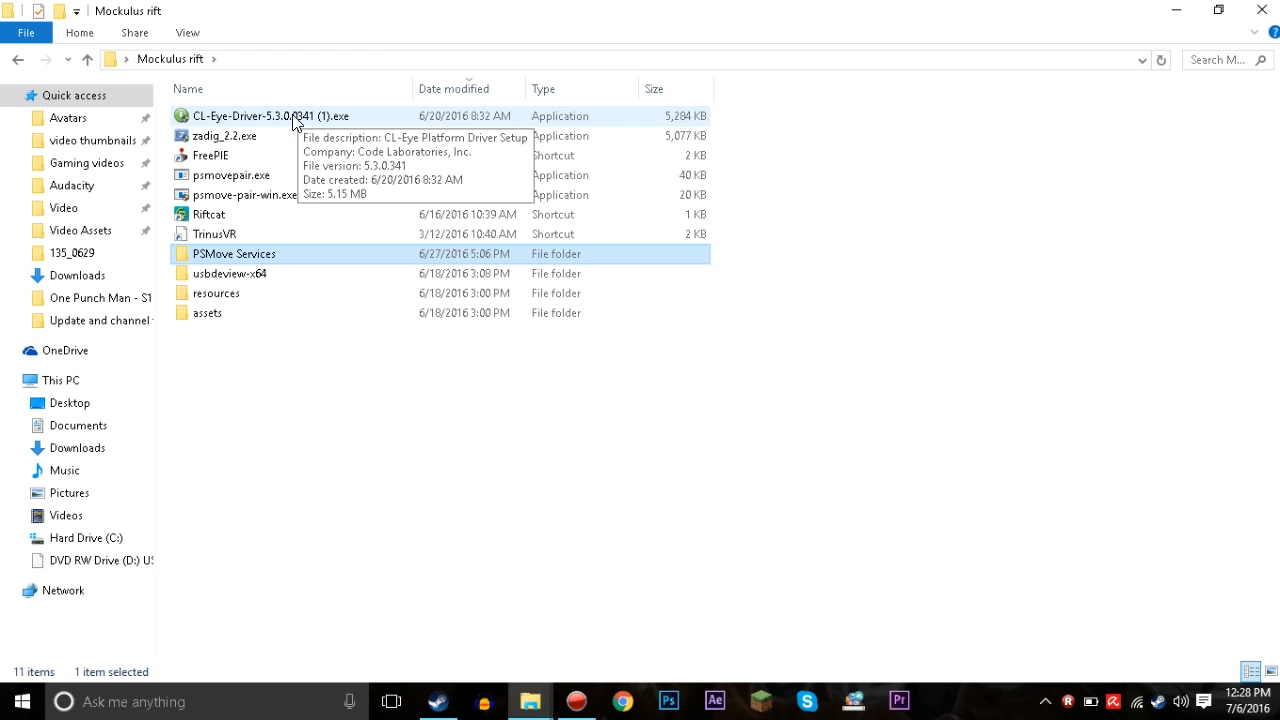 Mockulus rift
File Home Share View
Mockulus rift
Search M...
Name Date modified Type Size
Quick access
Avatars
video thumbnails
Gaming videos
Audacity
Video
Video Assets
135_0629
Downloads
One Punch Man - S1
Update and channel
OneDrive
This PC
Desktop
Documents
Downloads
Music
Pictures
Videos
Hard Drive (C:)
DVD RW Drive (D:) US
Network
CL-Eye-Driver-5.3.0.0341 (1).exe 6/20/2016 8:32 AM Application 5,284 KB
zadig_2.2.exe Application 5,077 KB
FreePIE Shortcut 2 KB
psmovepair.exe Application 40 KB
psmove-pair-win.exe Application 20 KB
Riftcat 6/16/2016 10:39 AM Shortcut 1 KB
TrinusVR 3/12/2016 10:40 AM Shortcut 2 KB
PSMove Services 6/27/2016 5:06 PM File folder
usbdeview-x64 6/18/2016 3:08 PM File folder
resources 6/18/2016 3:00 PM File folder
assets 6/18/2016 3:00 PM File folder
File description: CL-Eye Platform Driver Setup
Company: Code Laboratories, Inc.
File version: 5.3.0.341
Date created: 6/20/2016 8:32 AM
Size: 5.15 MB
11 items 1 item selected
Ask me anything
Ps Ae Pr
12:28 PM
7/6/2016